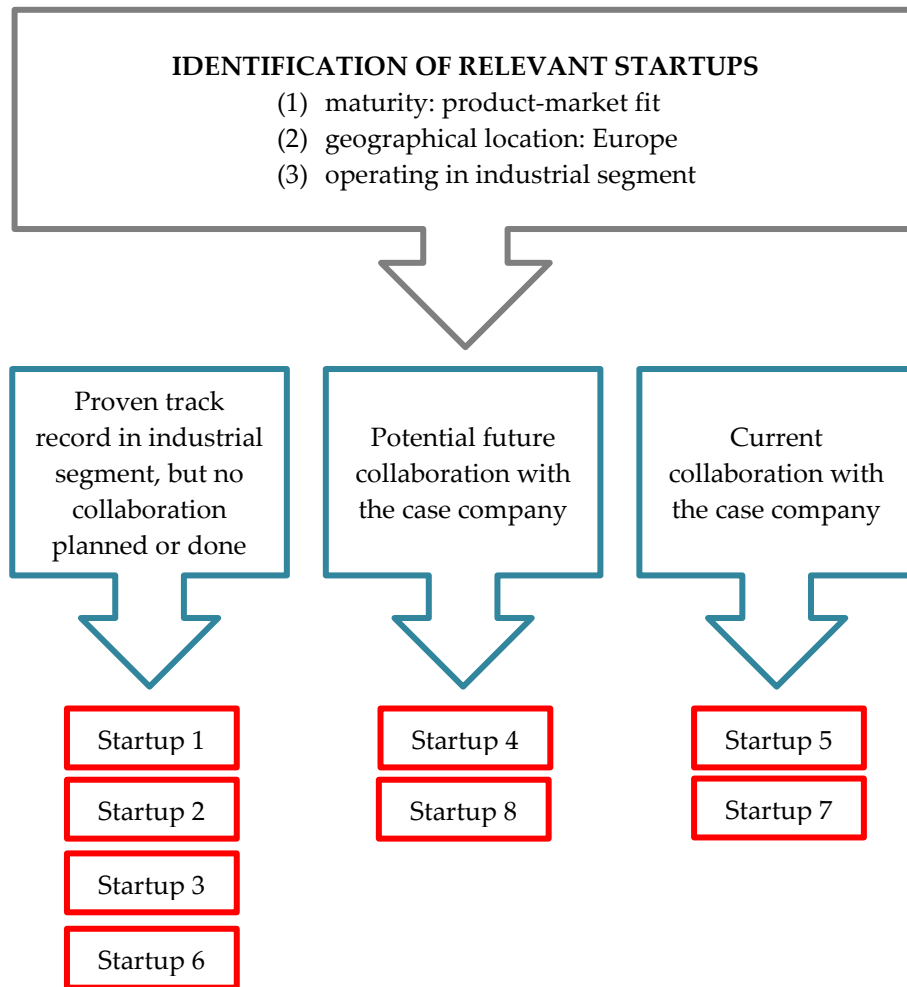 IDENTIFICATION OF RELEVANT STARTUPS
(1) maturity: product-market fit
(2) geographical location: Europe
(3) operating in industrial segment
Proven track
record in industrial
segment, but no
collaboration
planned or done
Potential future
collaboration with
the case company
Current
collaboration with
the case company
Startup 1
Startup 2
Startup 3
Startup 6
Startup 4
Startup 8
Startup 5
Startup 7